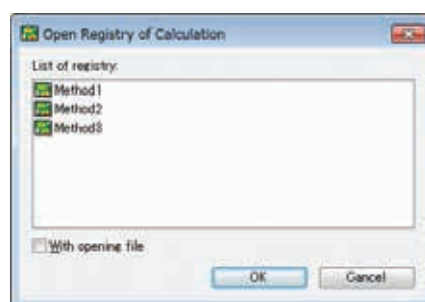 Open Registry of Calculation
List of registry
Method1
Method2
Method3
With opening file
OK
Cancel